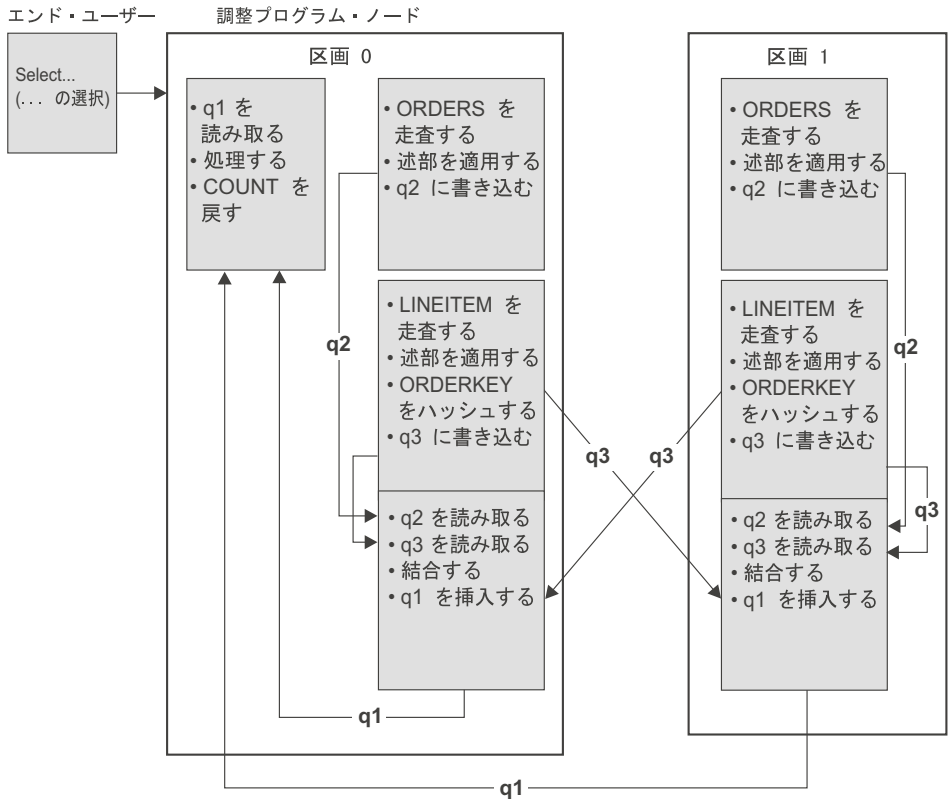 エンド・ユーザー
調整プログラム・ノード
Select...
(... の選択)
区画 0
• q1 を
読み取る
• 処理する
• COUNT を
戻す
• ORDERS を
走査する
• 述部を適用する
• q2 に書き込む
q2
• LINEITEM を
走査する
• 述部を適用する
• ORDERKEY
をハッシュする
• q3 に書き込む
• q2 を読み取る
• q3 を読み取る
• 結合する
• q1 を挿入する
q1
q3
q3
区画 1
• ORDERS を
走査する
• 述部を適用する
• q2 に書き込む
q2
• LINEITEM を
走査する
• 述部を適用する
• ORDERKEY
をハッシュする
• q3 に書き込む
q3
• q2 を読み取る
• q3 を読み取る
• 結合する
• q1 を挿入する
q1